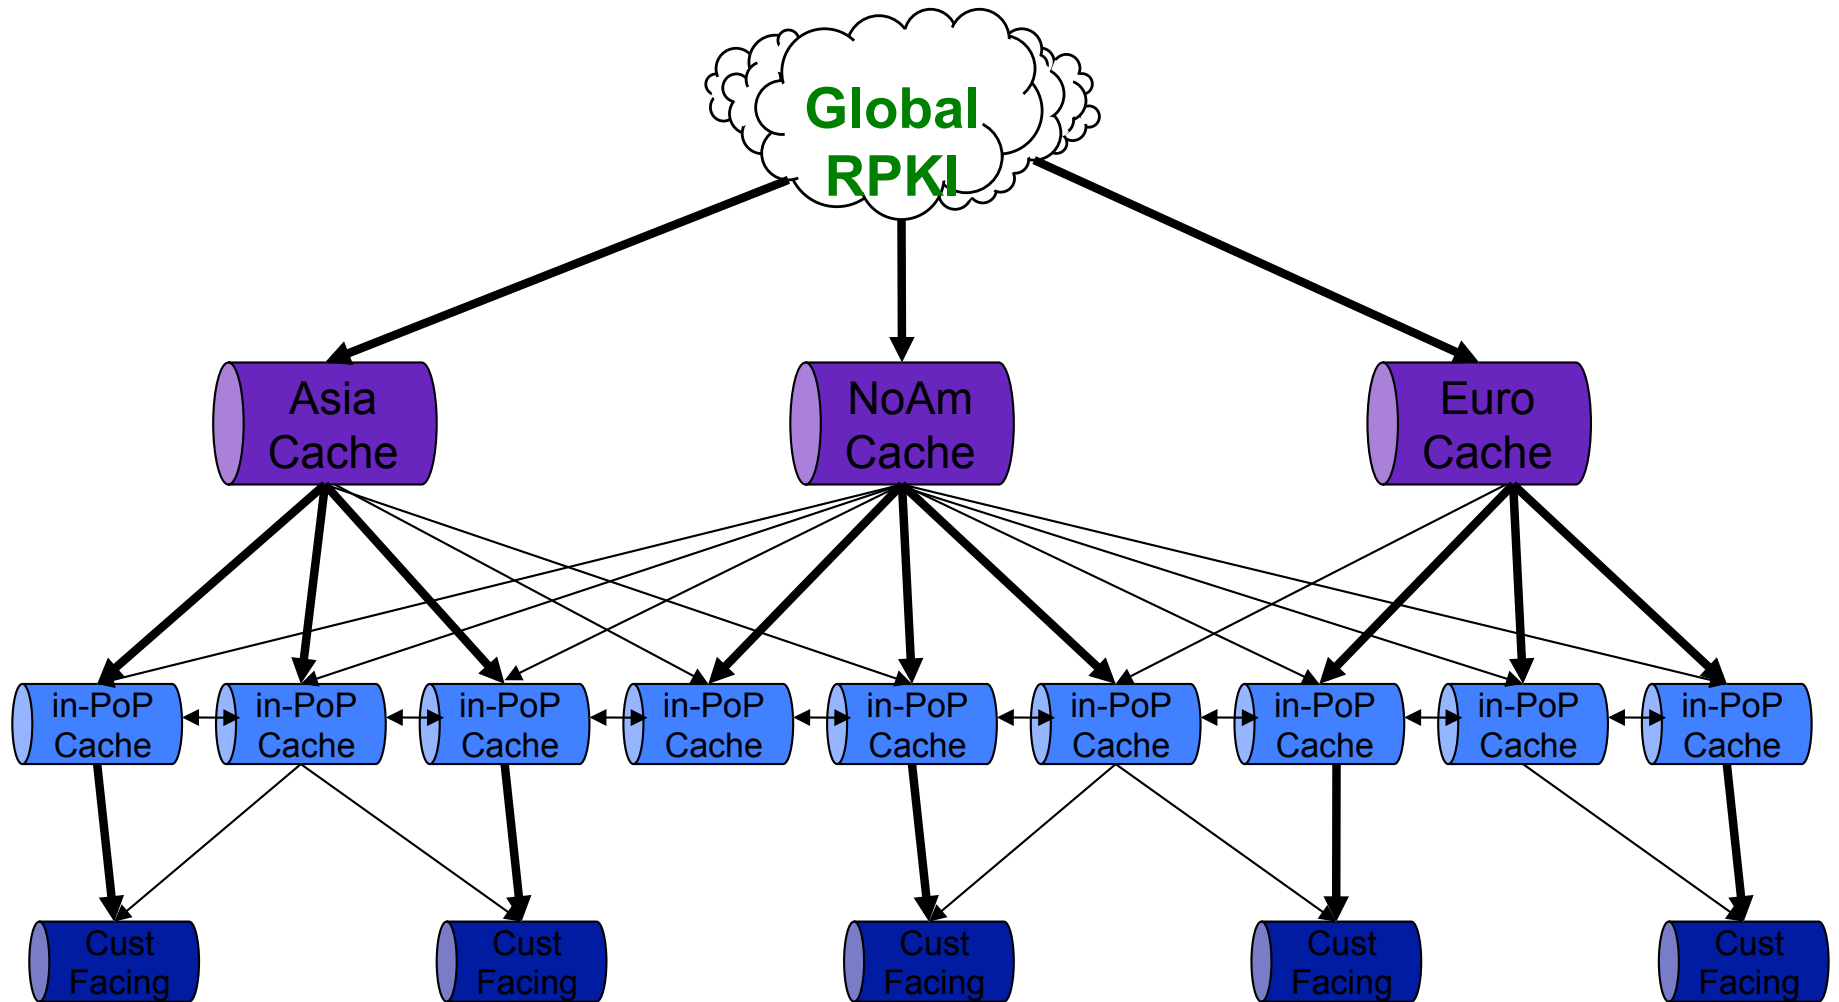 Global
RPKI
Asia
Cache
NoAm
Cache
Euro
Cache
in-PoP
Cache
in-PoP
Cache
in-PoP
Cache
in-PoP
Cache
in-PoP
Cache
in-PoP
Cache
in-PoP
Cache
in-PoP
Cache
in-PoP
Cache
Cust
Facing
Cust
Facing
Cust
Facing
Cust
Facing
Cust
Facing